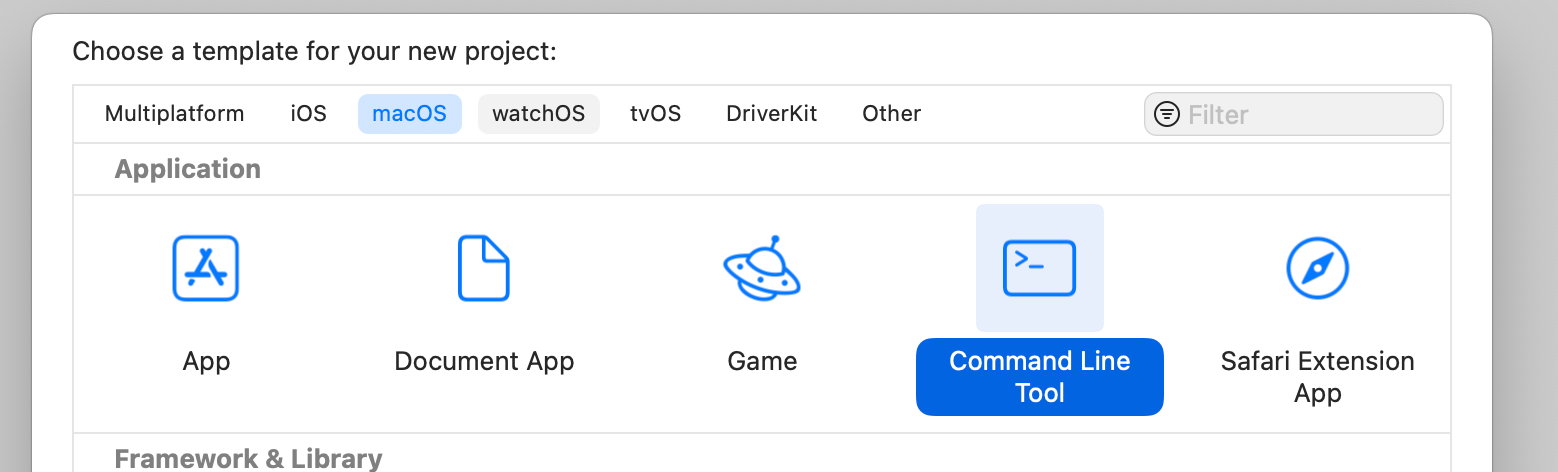 Choose a template for your new project:
Multiplatform iOS macOS watchOS tvOS DriverKit Other Filter
Application
App Document App Game Command Line Tool Safari Extension App
Framework & Library